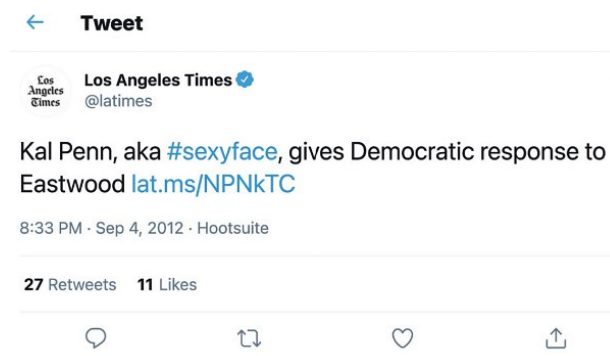 Tweet
Los
Angeles
Times
Los Angeles Times
@latimes
Kal Penn, aka #sexyface, gives Democratic response to
Eastwood lat.ms/NPNkTC
8:33 PM · Sep 4, 2012 · Hootsuite
27 Retweets 11 Likes